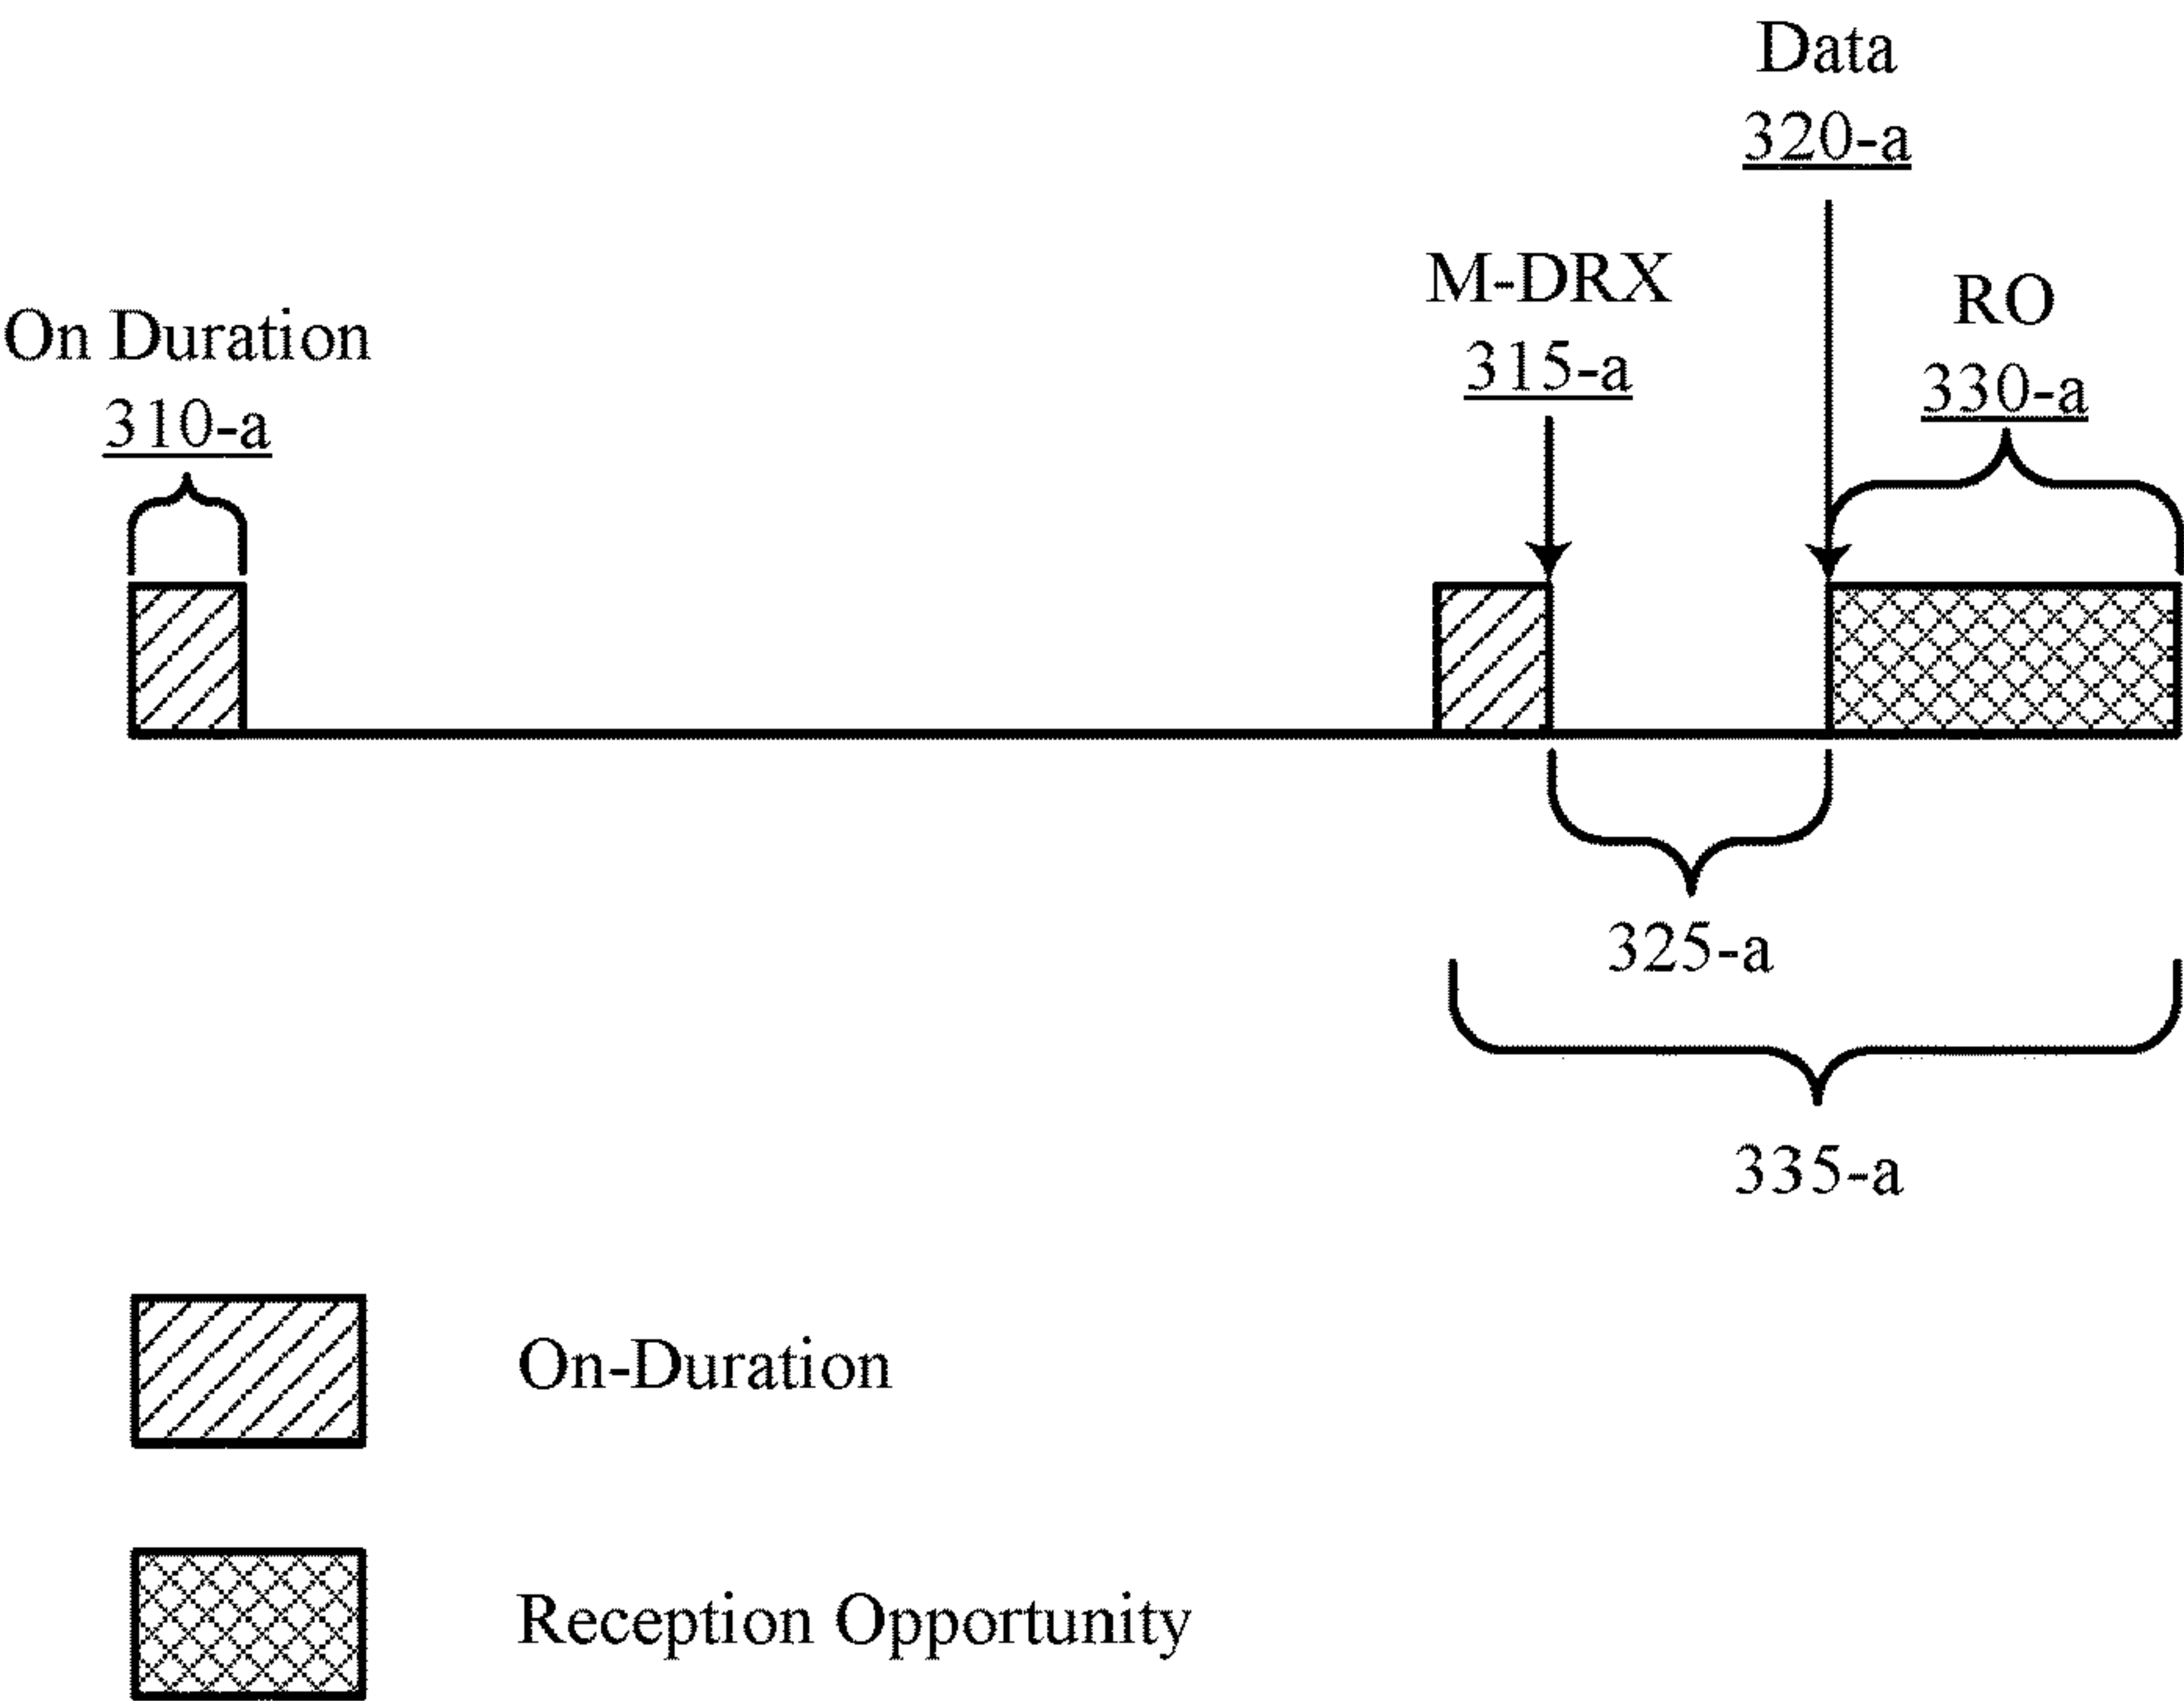 Data
320-a
M-DRX
315-a
RO
330-a
On Duration
310-a
325-a
335-a
On-Duration
Reception Opportunity